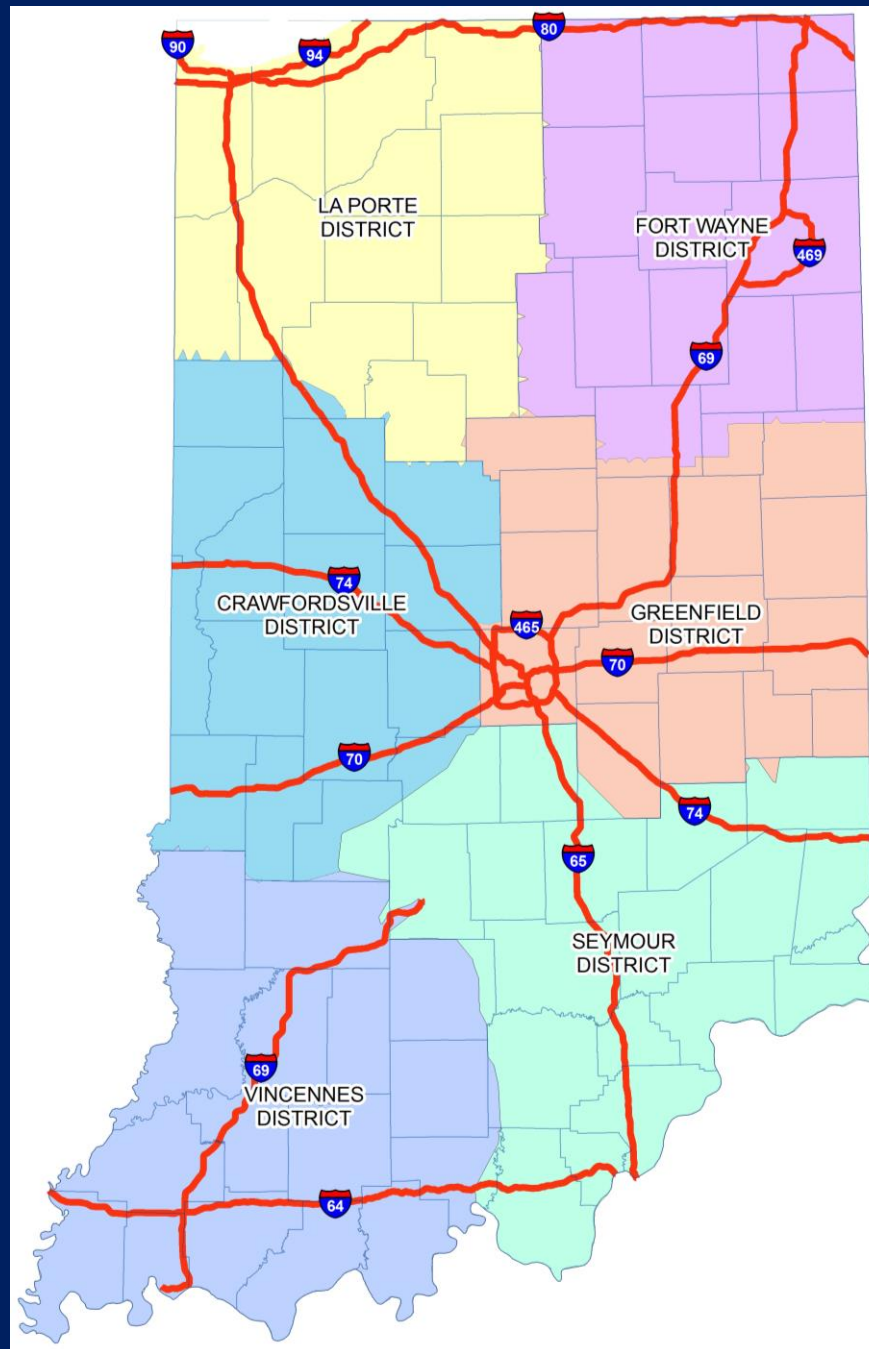 90
94
80
LA PORTE
DISTRICT
FORT WAYNE
DISTRICT
469
69
74
CRAWFORDSVILLE
DISTRICT
465
GREENFIELD
DISTRICT
70
70
74
65
SEYMOUR
DISTRICT
69
VINCENNES
DISTRICT
64